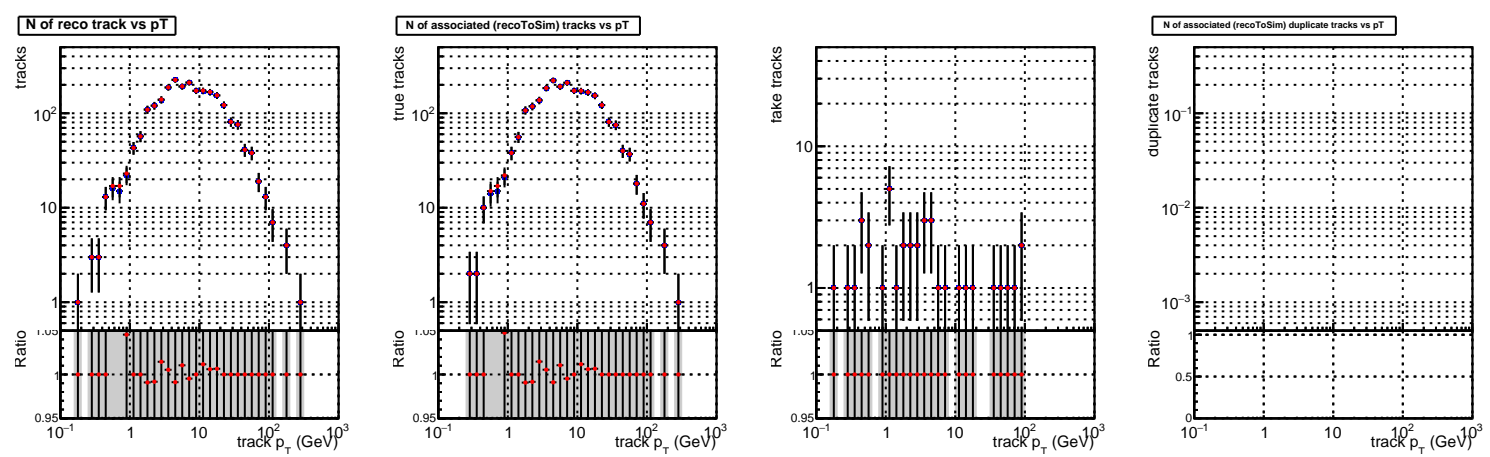 N of reco track vs pT
tracks
10²
10
1
Ratio
1.05
1
0.95
10⁻¹ 1 10 10² 10³
track p_T (GeV)
N of associated (recoToSim) tracks vs pT
true tracks
10²
10
1
Ratio
1.05
1
0.95
10⁻¹ 1 10 10² 10³
track p_T (GeV)
fake tracks
10
1
Ratio
1.05
1
0.95
10⁻¹ 1 10 10² 10³
track p_T (GeV)
N of associated (recoToSim) duplicate tracks vs pT
duplicate tracks
10⁻¹
10⁻²
10⁻³
Ratio
1
0.5
0
10⁻¹ 1 10 10² 10³
track p_T (GeV)